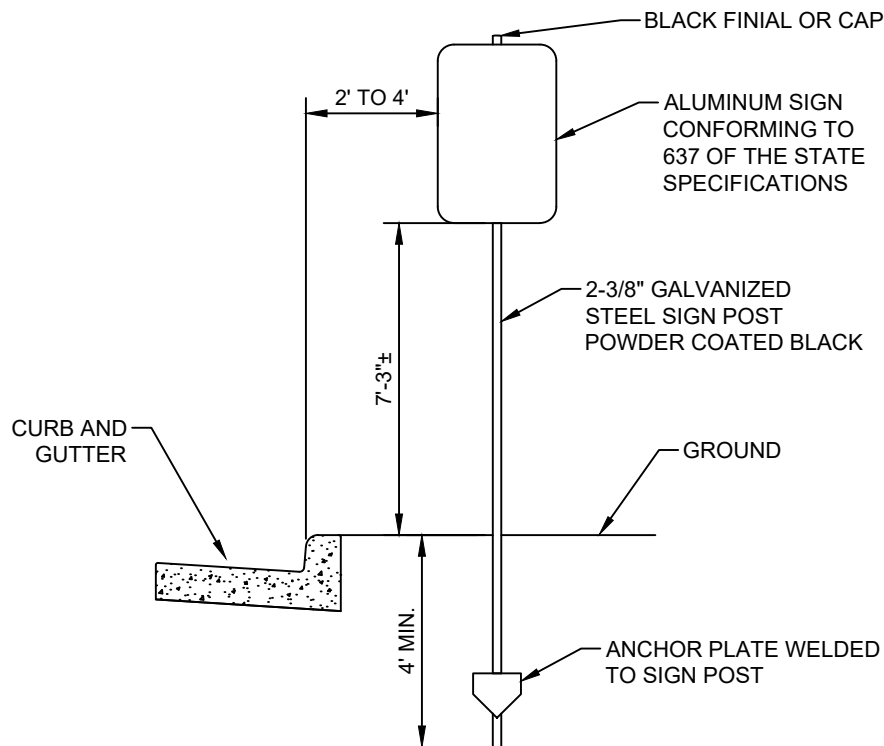 BLACK FINIAL OR CAP
2' TO 4'
ALUMINUM SIGN
CONFORMING TO
637 OF THE STATE
SPECIFICATIONS
2-3/8" GALVANIZED
STEEL SIGN POST
POWDER COATED BLACK
7'-3"±
CURB AND
GUTTER
GROUND
4' MIN.
ANCHOR PLATE WELDED
TO SIGN POST